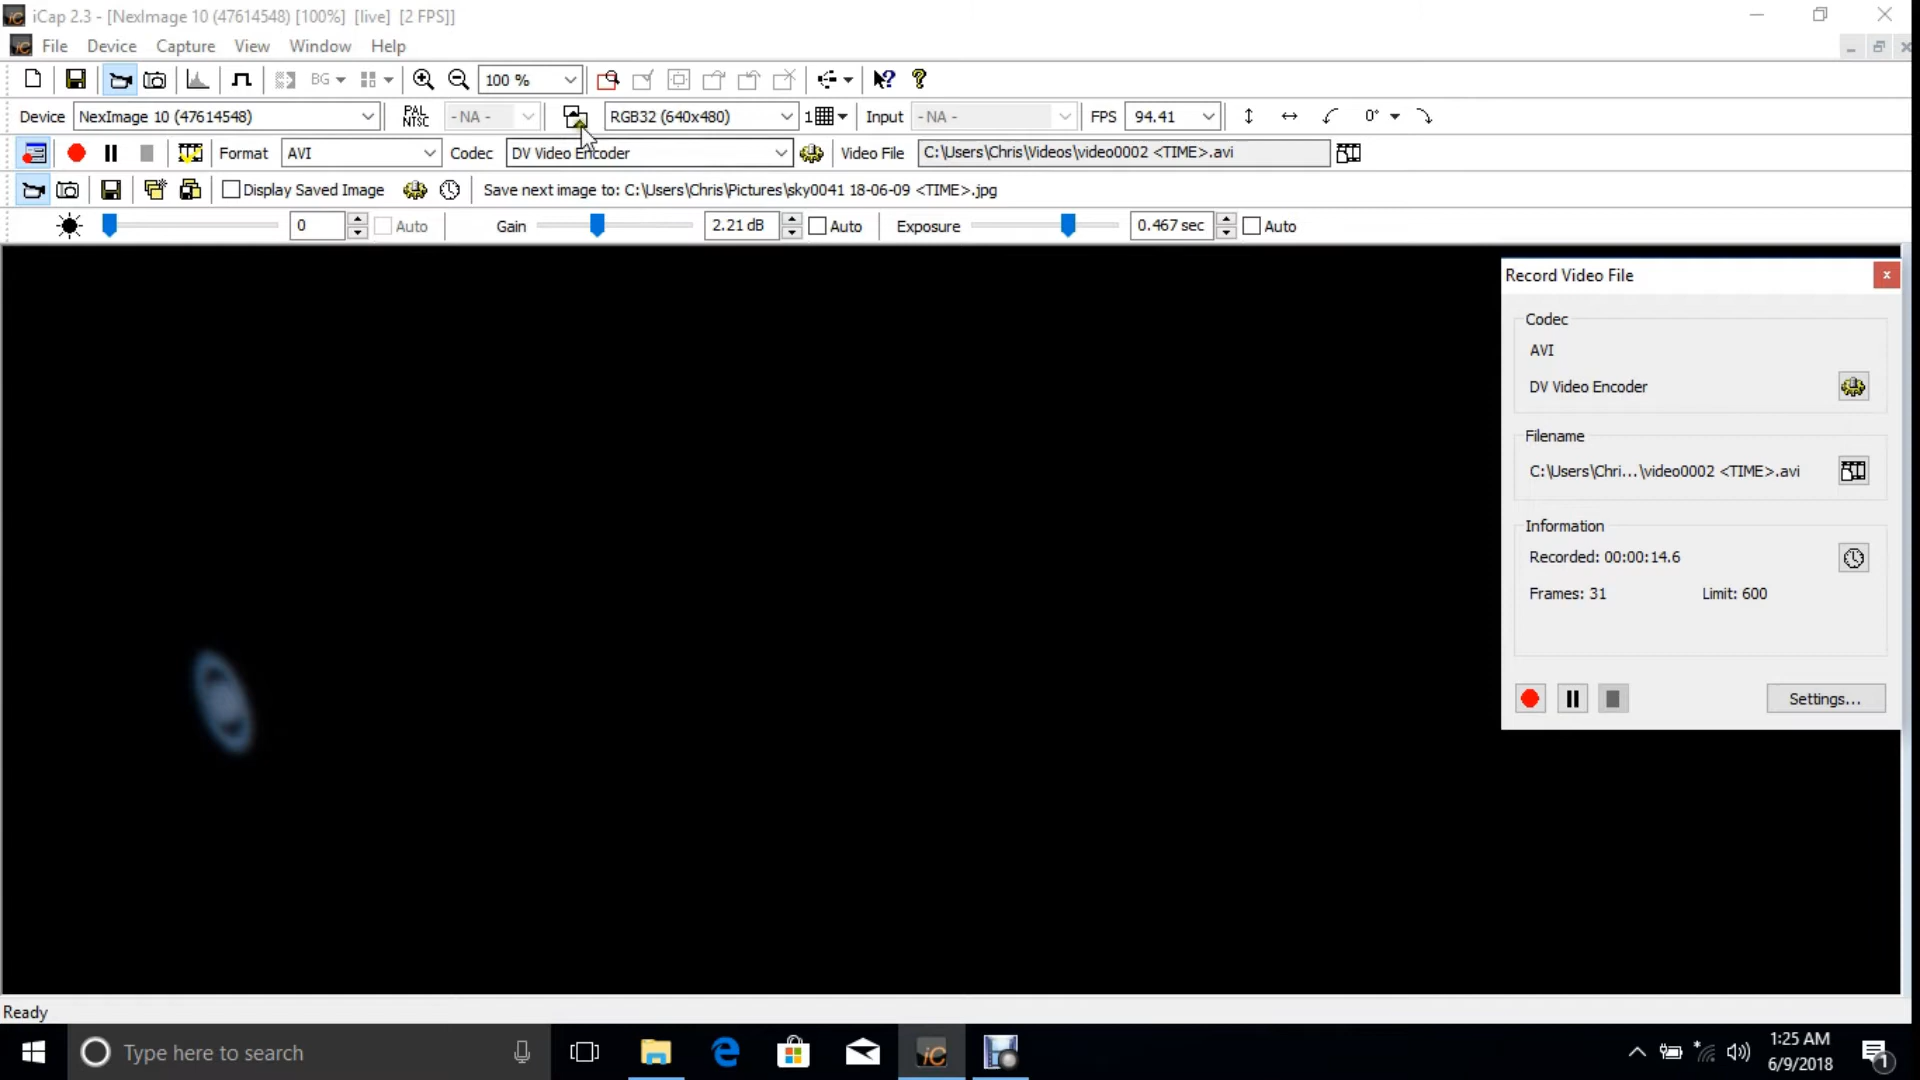 iCap 2.3 - [NexImage 10 (47614548) [100%] [live] [2 FPS]]
File Device Capture View Window Help
BG 100 %
Device NexImage 10 (47614548) PAL NTSC - NA - RGB32 (640x480) 1 Input - NA - FPS 94.41 0°
Format AVI Codec DV Video Encoder Video File C:\Users\Chris\Videos\video0002 <TIME>.avi
Display Saved Image Save next image to: C:\Users\Chris\Pictures\sky0041 18-06-09 <TIME>.jpg
0 Auto Gain 2.21 dB Auto Exposure 0.467 sec Auto
Record Video File
Codec
AVI
DV Video Encoder
Filename
C:\Users\Chri...\video0002 <TIME>.avi
Information
Recorded: 00:00:14.6
Frames: 31 Limit: 600
Settings...
Ready
Type here to search
iC
1:25 AM
6/9/2018
1